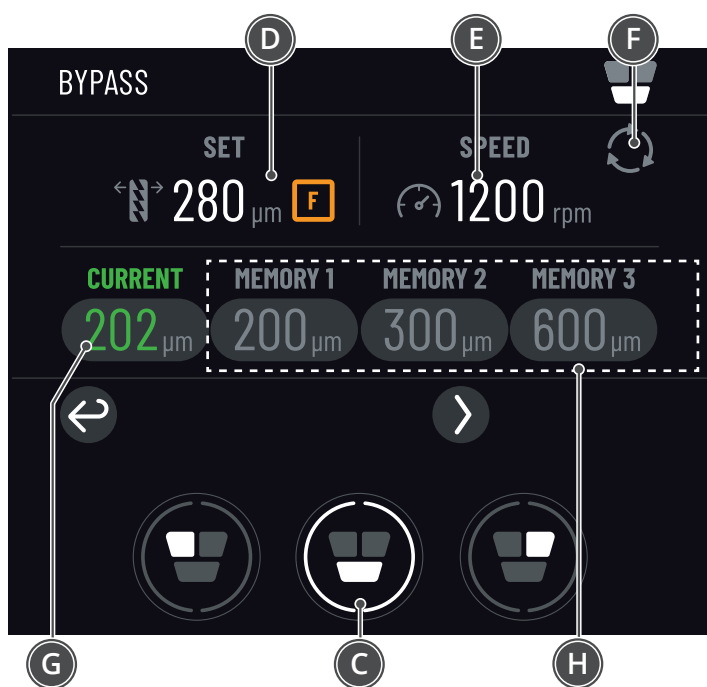 D E F
BYPASS
SET SPEED
280 µm F 1200 rpm
CURRENT MEMORY 1 MEMORY 2 MEMORY 3
202 µm 200 µm 300 µm 600 µm
G C H